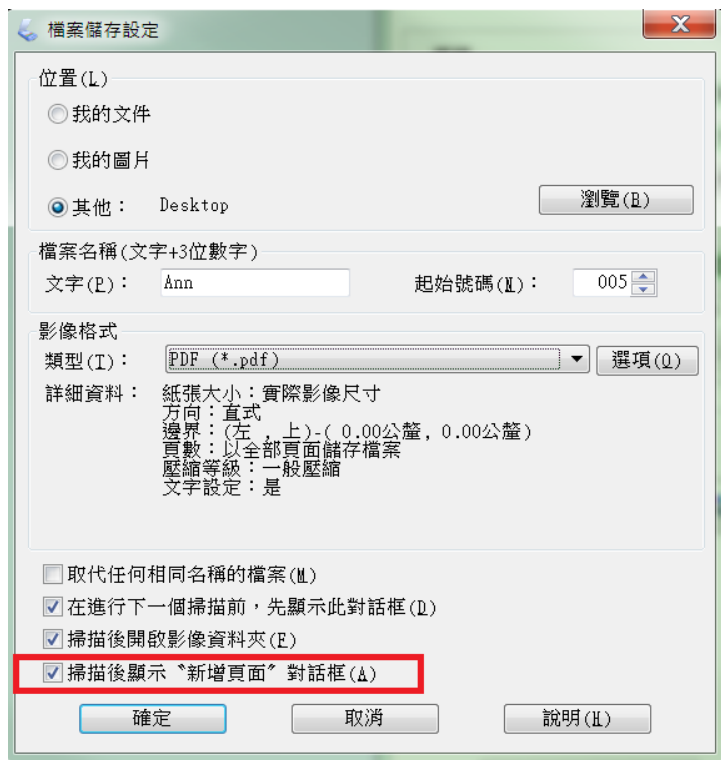 檔案儲存設定
位置(L)
我的文件
我的圖片
其他： Desktop 瀏覽(B)
檔案名稱(文字+3位數字)
文字(P)： Ann 起始號碼(N)： 005
影像格式
類型(T)： PDF (*.pdf) 選項(O)
詳細資料： 紙張大小：實際影像尺寸
方向：直式
邊界：(左 , 上)-( 0.00公釐, 0.00公釐)
頁數：以全部頁面儲存檔案
壓縮等級：一般壓縮
文字設定：是
取代任何相同名稱的檔案(M)
在進行下一個掃描前，先顯示此對話框(D)
掃描後開啟影像資料夾(F)
掃描後顯示〝新增頁面〞對話框(A)
確定 取消 說明(H)